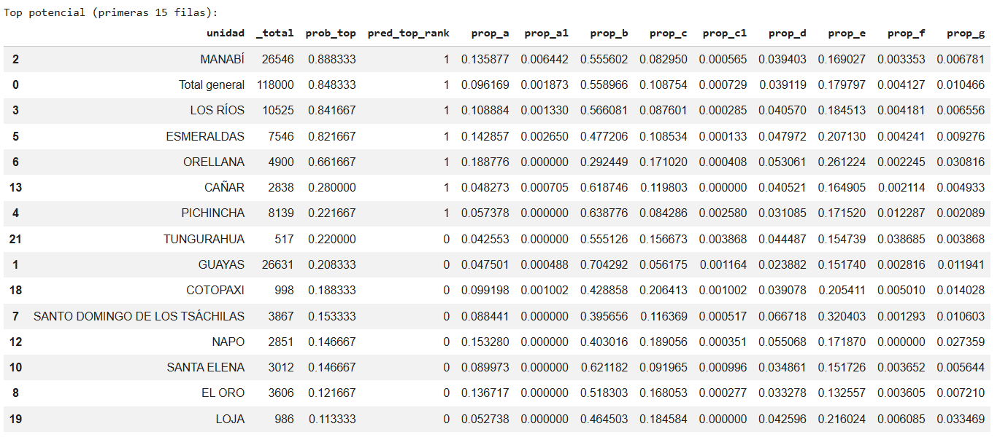 Top potencial (primeras 15 filas):
unidad _total prob_top pred_top_rank prop_a prop_a1 prop_b prop_c prop_c1 prop_d prop_e prop_f prop_g
2 MANABÍ 26546 0.888333 1 0.135877 0.006442 0.555602 0.082950 0.000565 0.039403 0.169027 0.003353 0.006781
0 Total general 118000 0.848333 1 0.096169 0.001873 0.558966 0.108754 0.000729 0.039119 0.179797 0.004127 0.010466
3 LOS RÍOS 10525 0.841667 1 0.108884 0.001330 0.566081 0.087601 0.000285 0.040570 0.184513 0.004181 0.006556
5 ESMERALDAS 7546 0.821667 1 0.142857 0.002650 0.477206 0.108534 0.000133 0.047972 0.207130 0.004241 0.009276
6 ORELLANA 4900 0.661667 1 0.188776 0.000000 0.292449 0.171020 0.000408 0.053061 0.261224 0.002245 0.030816
13 CAÑAR 2838 0.280000 1 0.048273 0.000705 0.618746 0.119803 0.000000 0.040521 0.164905 0.002114 0.004933
4 PICHINCHA 8139 0.221667 1 0.057378 0.000000 0.638776 0.084286 0.002580 0.031085 0.171520 0.012287 0.002089
21 TUNGURAHUA 517 0.220000 0 0.042553 0.000000 0.555126 0.156673 0.003868 0.044487 0.154739 0.038685 0.003868
1 GUAYAS 26631 0.208333 0 0.047501 0.000488 0.704292 0.056175 0.001164 0.023882 0.151740 0.002816 0.011941
18 COTOPAXI 998 0.188333 0 0.099198 0.001002 0.428858 0.206413 0.001002 0.039078 0.205411 0.005010 0.014028
7 SANTO DOMINGO DE LOS TSÁCHILAS 3867 0.153333 0 0.088441 0.000000 0.395656 0.116369 0.000517 0.066718 0.320403 0.001293 0.010603
12 NAPO 2851 0.146667 0 0.153280 0.000000 0.403016 0.189056 0.000351 0.055068 0.171870 0.000000 0.027359
10 SANTA ELENA 3012 0.146667 0 0.089973 0.000000 0.621182 0.091965 0.000996 0.034861 0.151726 0.003652 0.005644
8 EL ORO 3606 0.121667 0 0.136717 0.000000 0.518303 0.168053 0.000277 0.033278 0.132557 0.003605 0.007210
19 LOJA 986 0.113333 0 0.052738 0.000000 0.464503 0.184584 0.000000 0.042596 0.216024 0.006085 0.033469